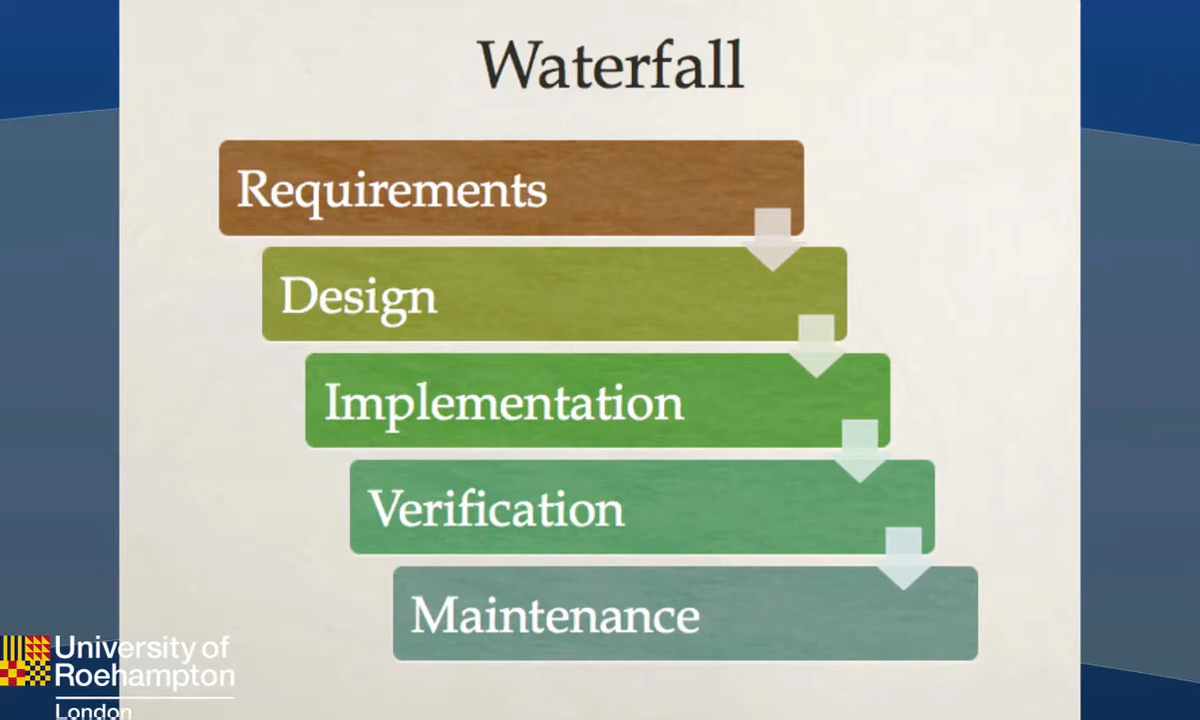 Waterfall
Requirements
Design
Implementation
Verification
Maintenance
University of
Roehampton
London